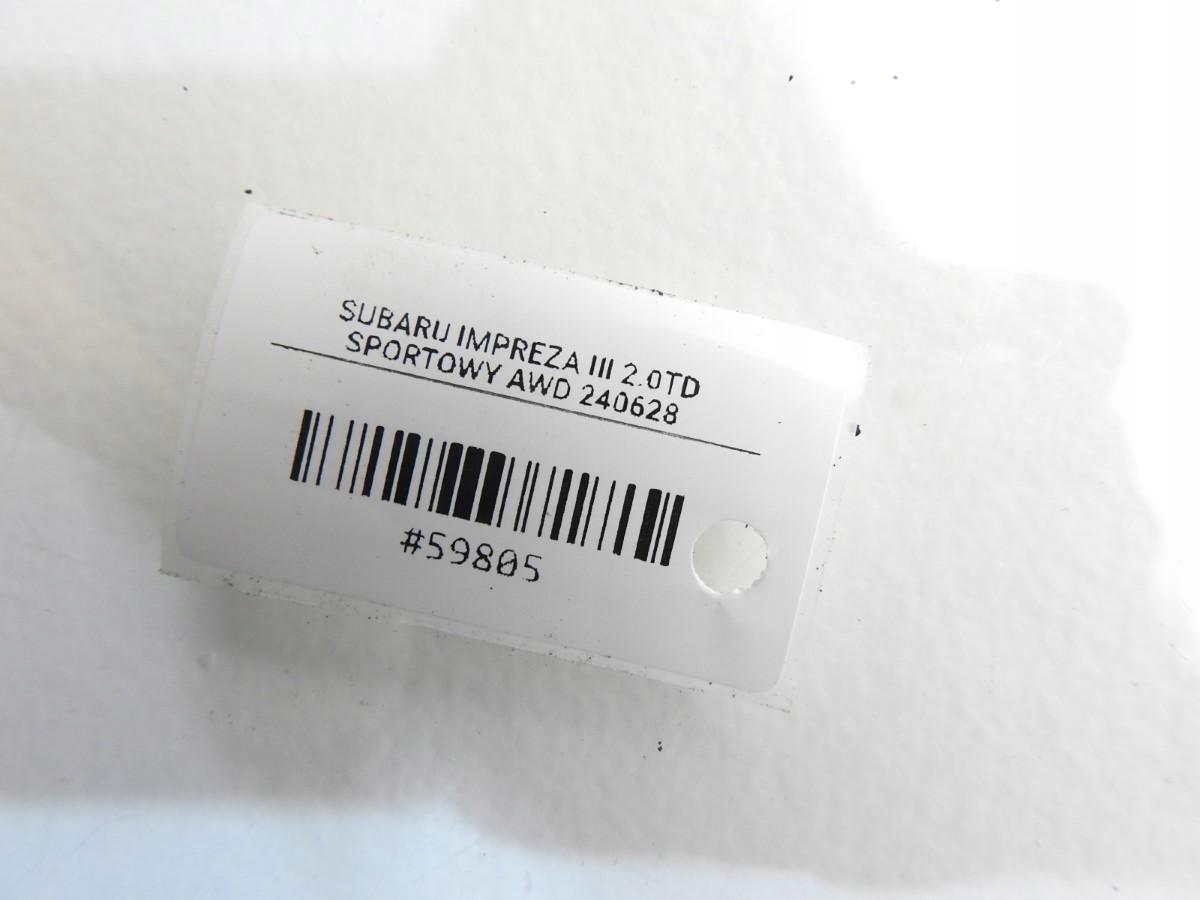 SUBARU IMPREZA III 2.0TD
SPORTOWY AWD 240628
#59805